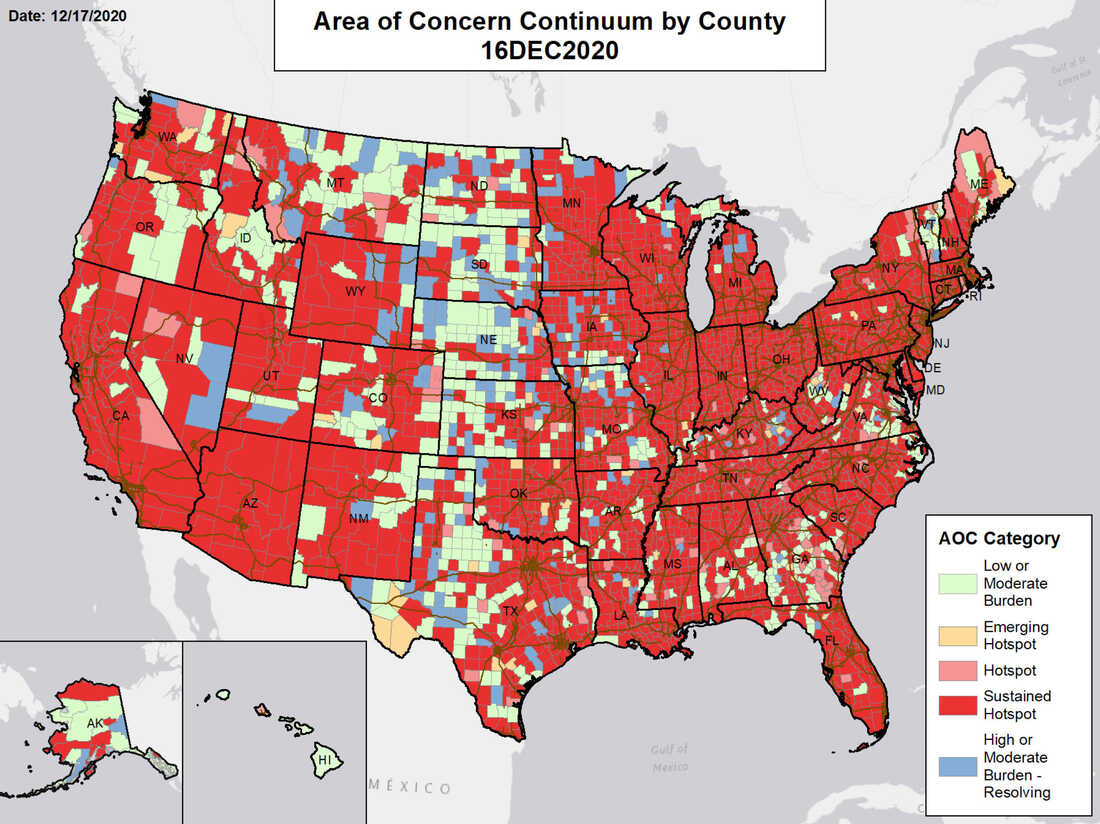 Date: 12/17/2020
Area of Concern Continuum by County
16DEC2020
Gulf of St.
Lawrence
WA
MT
ND
MN
ME
VT
NH
OR
ID
SD
WI
MI
NY
MA
CT
RI
WY
IA
PA
NE
NJ
OH
IL
IN
NV
UT
CO
DE
MD
WV
VA
CA
KS
MO
KY
NC
TN
AZ
NM
OK
AR
SC
MS
AL
GA
TX
LA
FL
AK
HI
Gulf of
Mexico
MÉXICO
AOC Category
Low or
Moderate
Burden
Emerging
Hotspot
Hotspot
Sustained
Hotspot
High or
Moderate
Burden -
Resolving